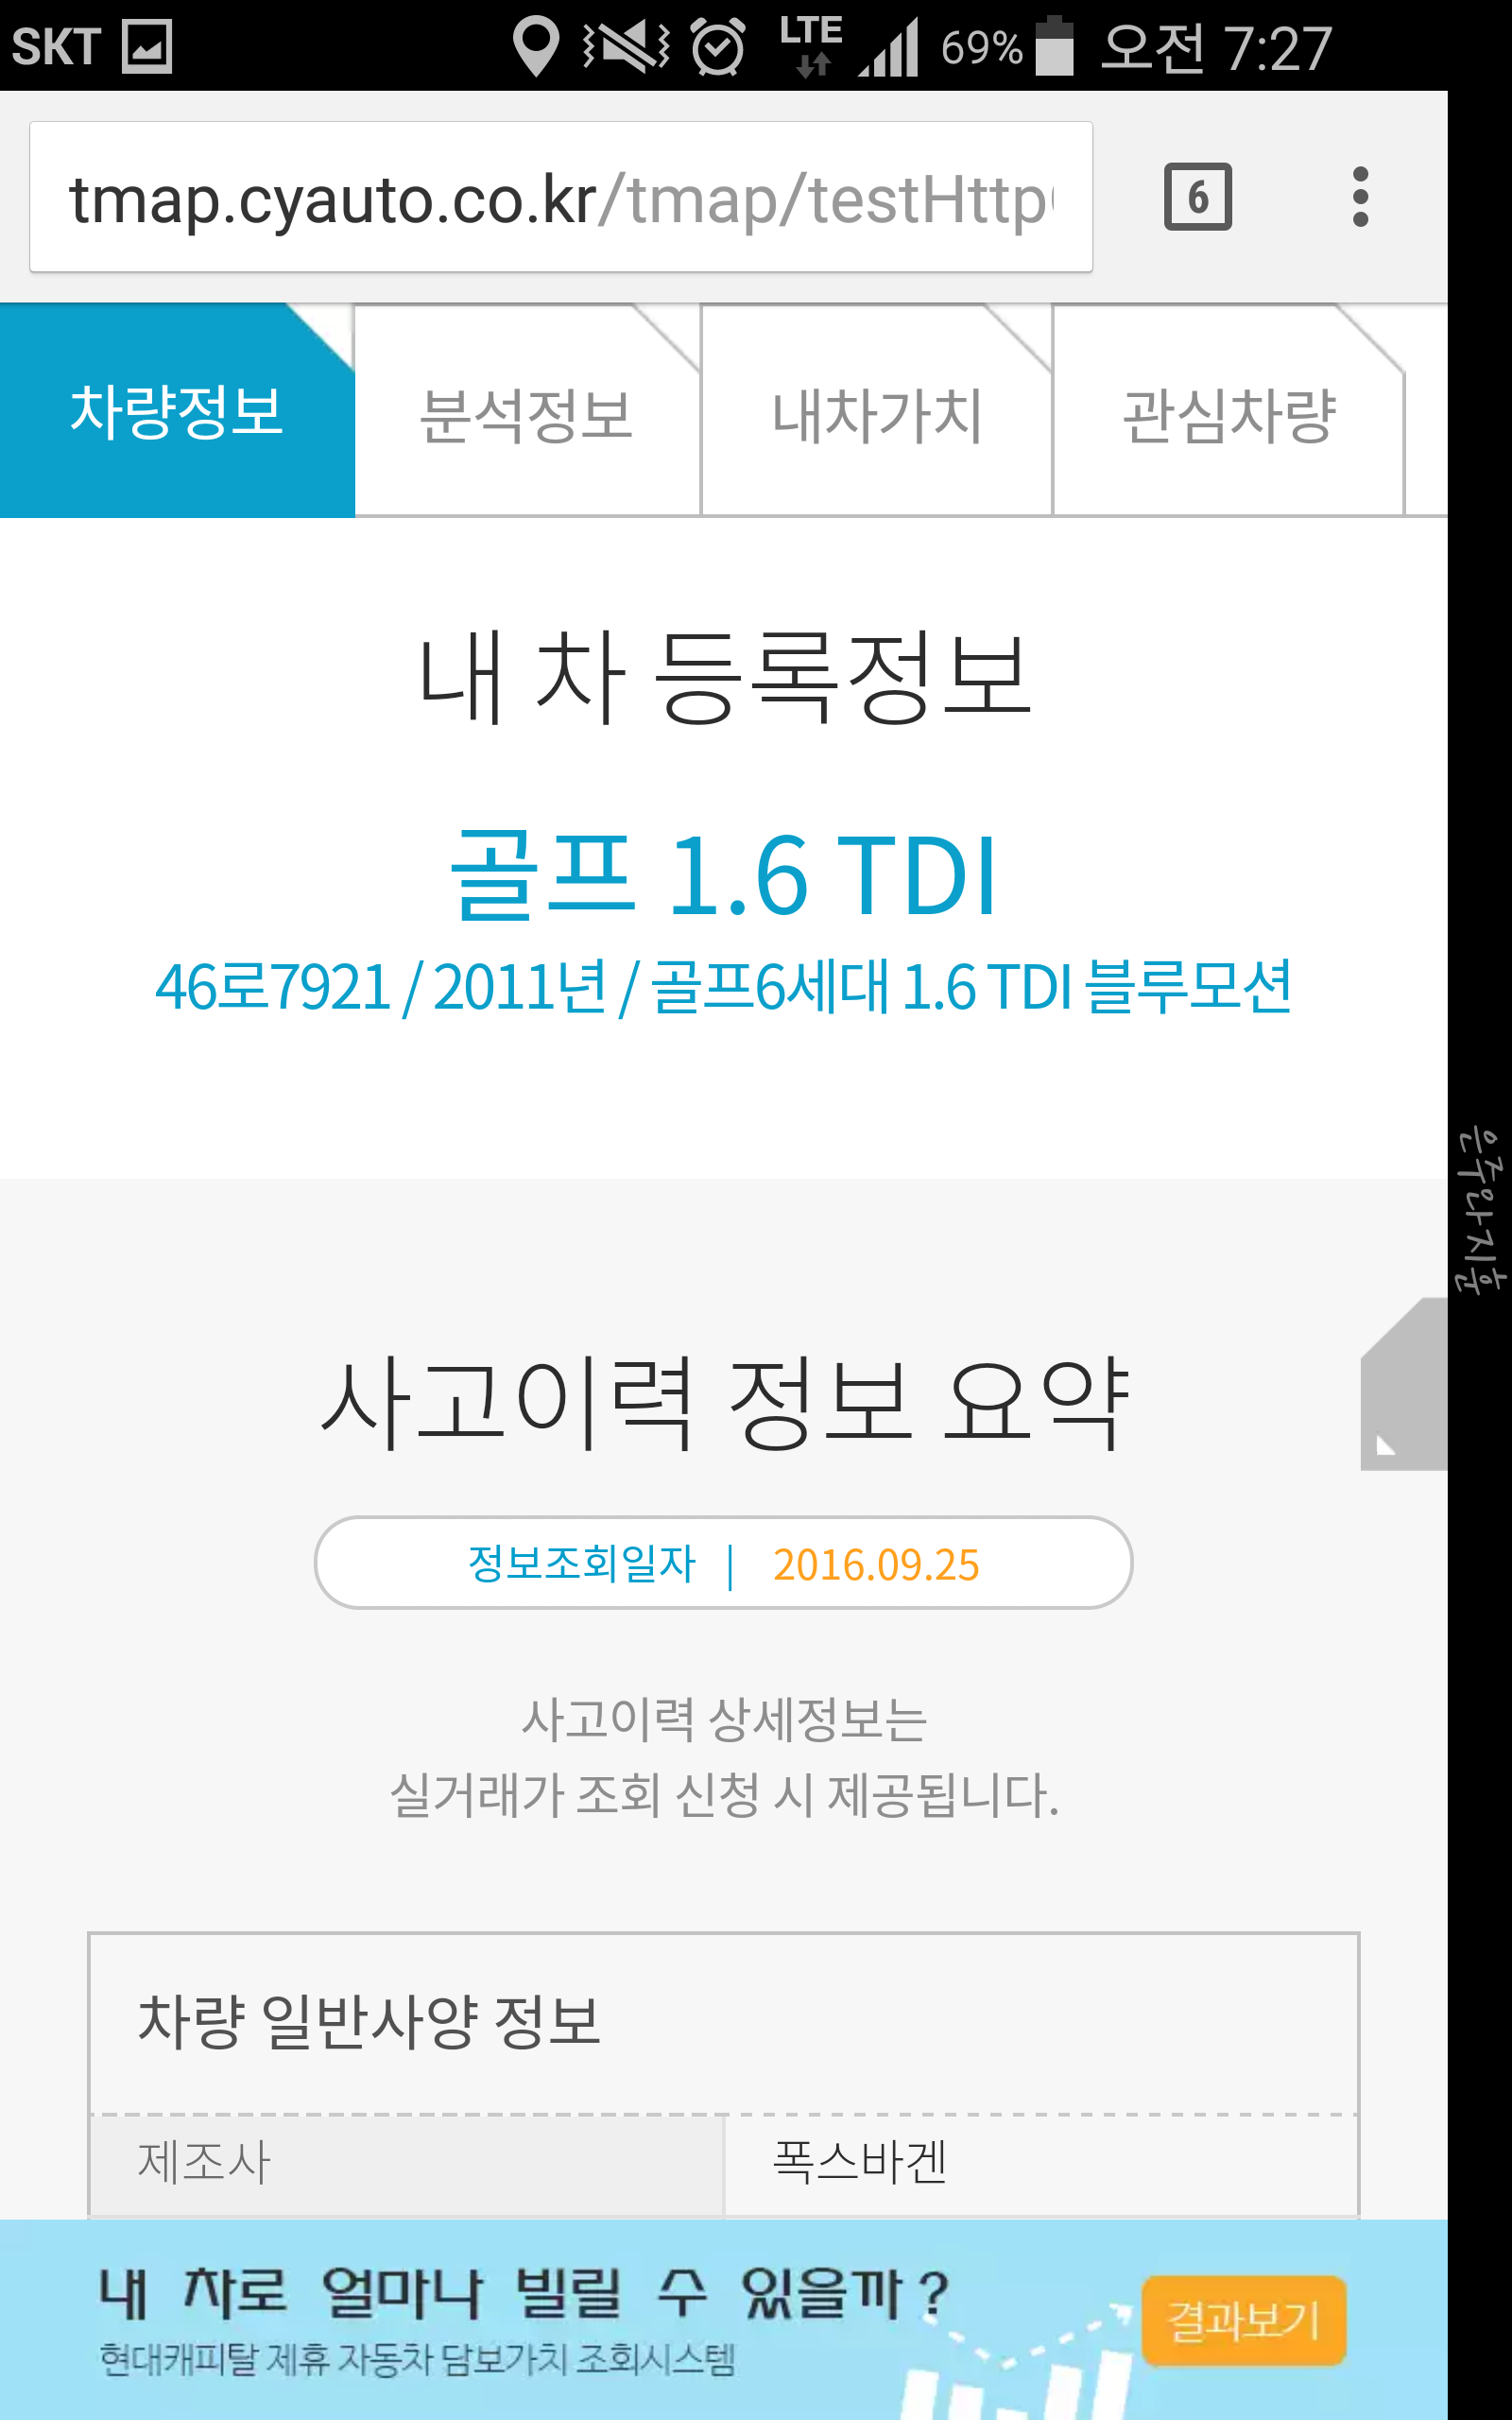 SKT LTE 69% 오전 7:27
tmap.cyauto.co.kr/tmap/testHttp
6
차량정보 분석정보 내차가치 관심차량
내 차 등록정보
골프 1.6 TDI
46로7921 / 2011년 / 골프6세대 1.6 TDI 블루모션
은주와지훈
사고이력 정보 요약
정보조회일자 | 2016.09.25
사고이력 상세정보는
실거래가 조회 신청 시 제공됩니다.
차량 일반사양 정보
제조사 폭스바겐
내 차로 얼마나 빌릴 수 있을까?
현대캐피탈 제휴 자동차 담보가치 조회시스템
결과보기